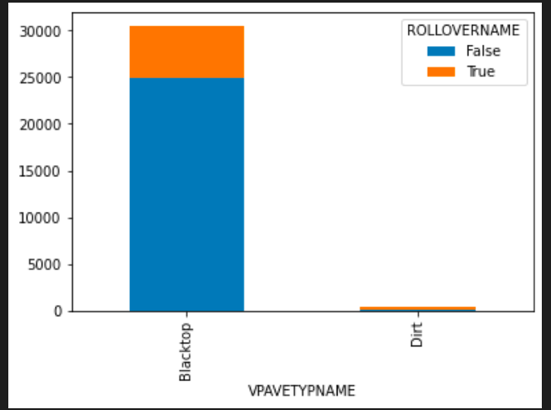 30000
25000
20000
15000
10000
5000
0
ROLLOVERNAME
False
True
Blacktop
Dirt
VPAVETYPNAME